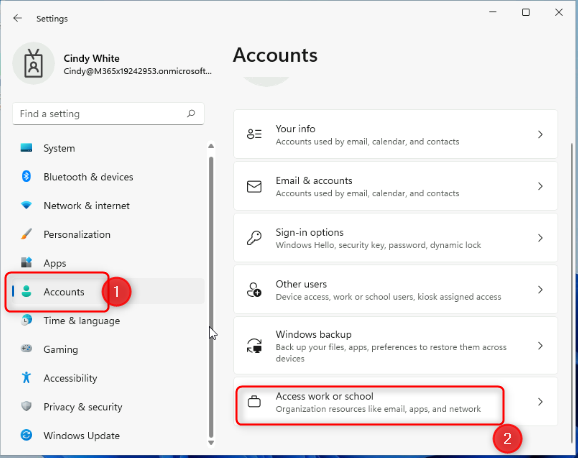 Settings
Cindy White
Cindy@M365x19242953.onmicrosoft...
Find a setting
System
Bluetooth & devices
Network & internet
Personalization
Apps
Accounts
1
Time & language
Gaming
Accessibility
Privacy & security
Windows Update
Accounts
Your info
Accounts used by email, calendar, and contacts
Email & accounts
Accounts used by email, calendar, and contacts
Sign-in options
Windows Hello, security key, password, dynamic lock
Other users
Device access, work or school users, kiosk assigned access
Windows backup
Back up your files, apps, preferences to restore them across
devices
Access work or school
Organization resources like email, apps, and network
2